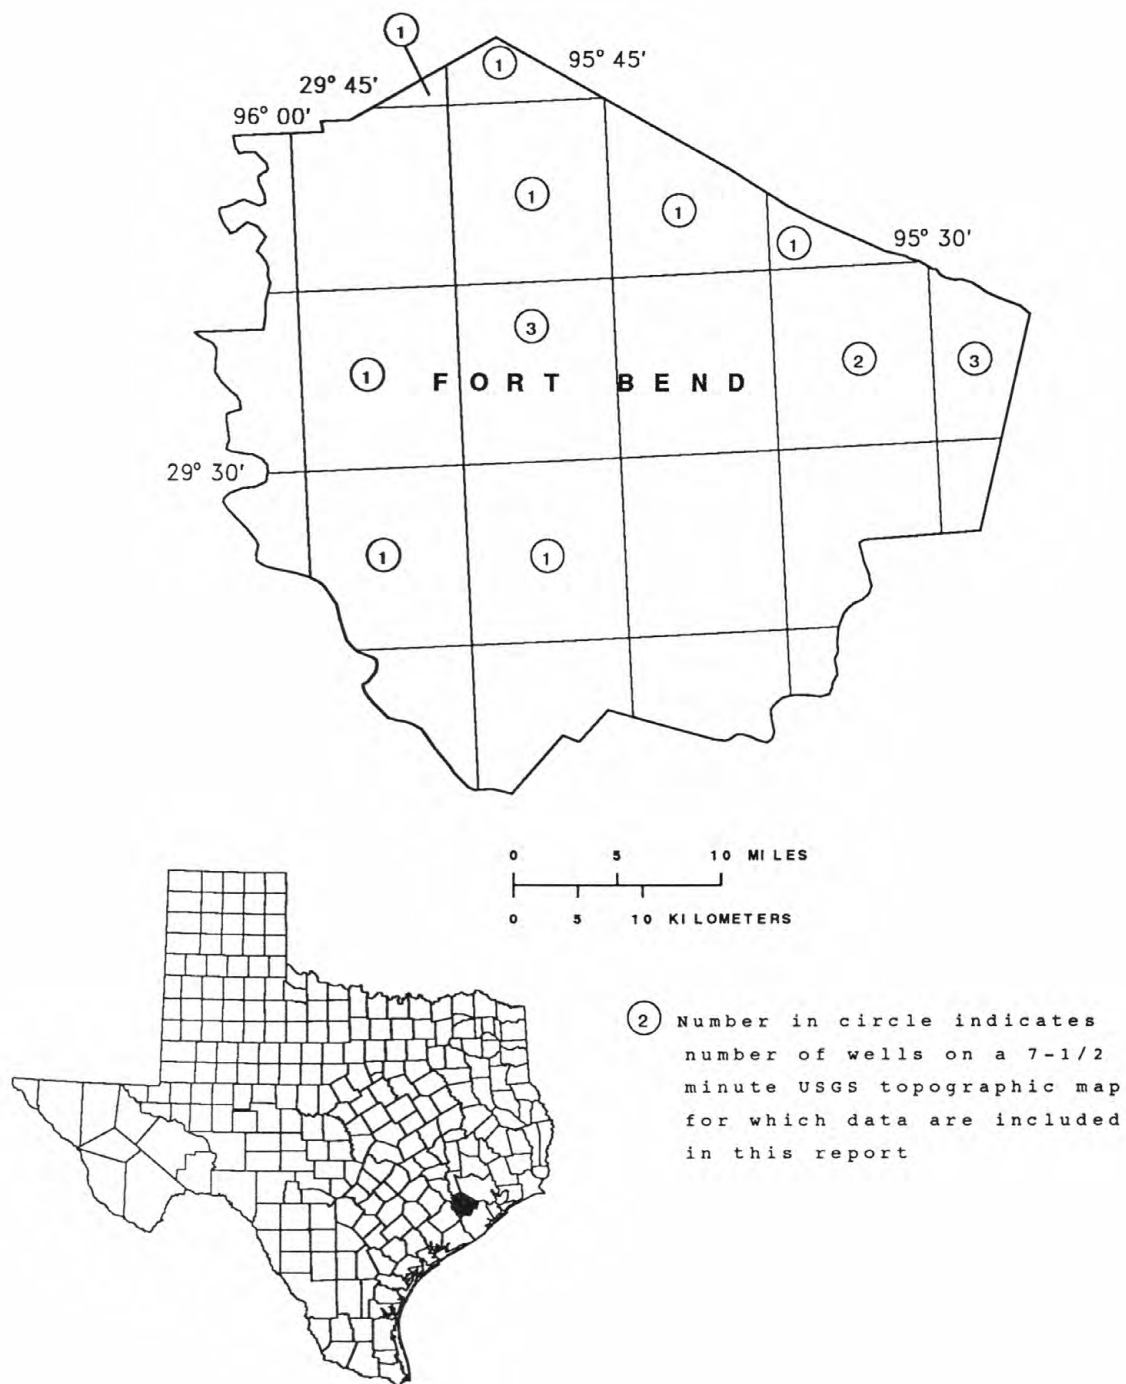 1
1
95° 45'
29° 45'
96° 00'
1
1
1
95° 30'
3
1
2
3
FORT BEND
29° 30'
1
1
0 5 10 MILES
0 5 10 KILOMETERS
2 Number in circle indicates
number of wells on a 7-1/2
minute USGS topographic map
for which data are included
in this report